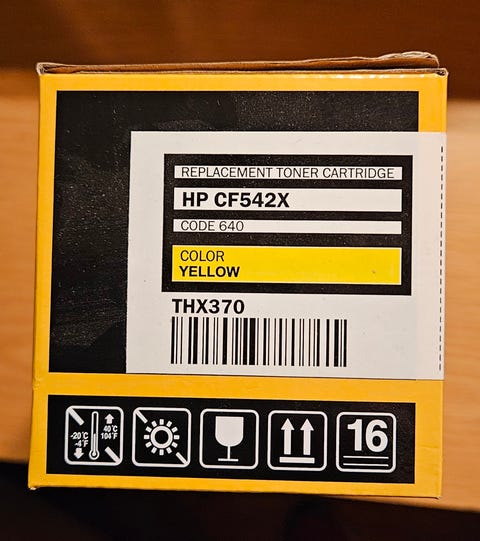 REPLACEMENT TONER CARTRIDGE
HP CF542X
CODE 640
COLOR
YELLOW
THX370
-20°C
-4°F
40°C
104°F
16